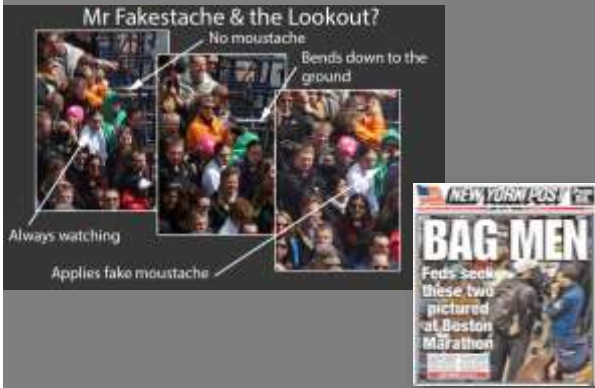 Mr Fakestache & the Lookout?
No moustache
Bends down to the
ground
Always watching
Applies fake moustache
NEW YORK POST
BAG MEN
Feds seek
these two
pictured
at Boston
Marathon